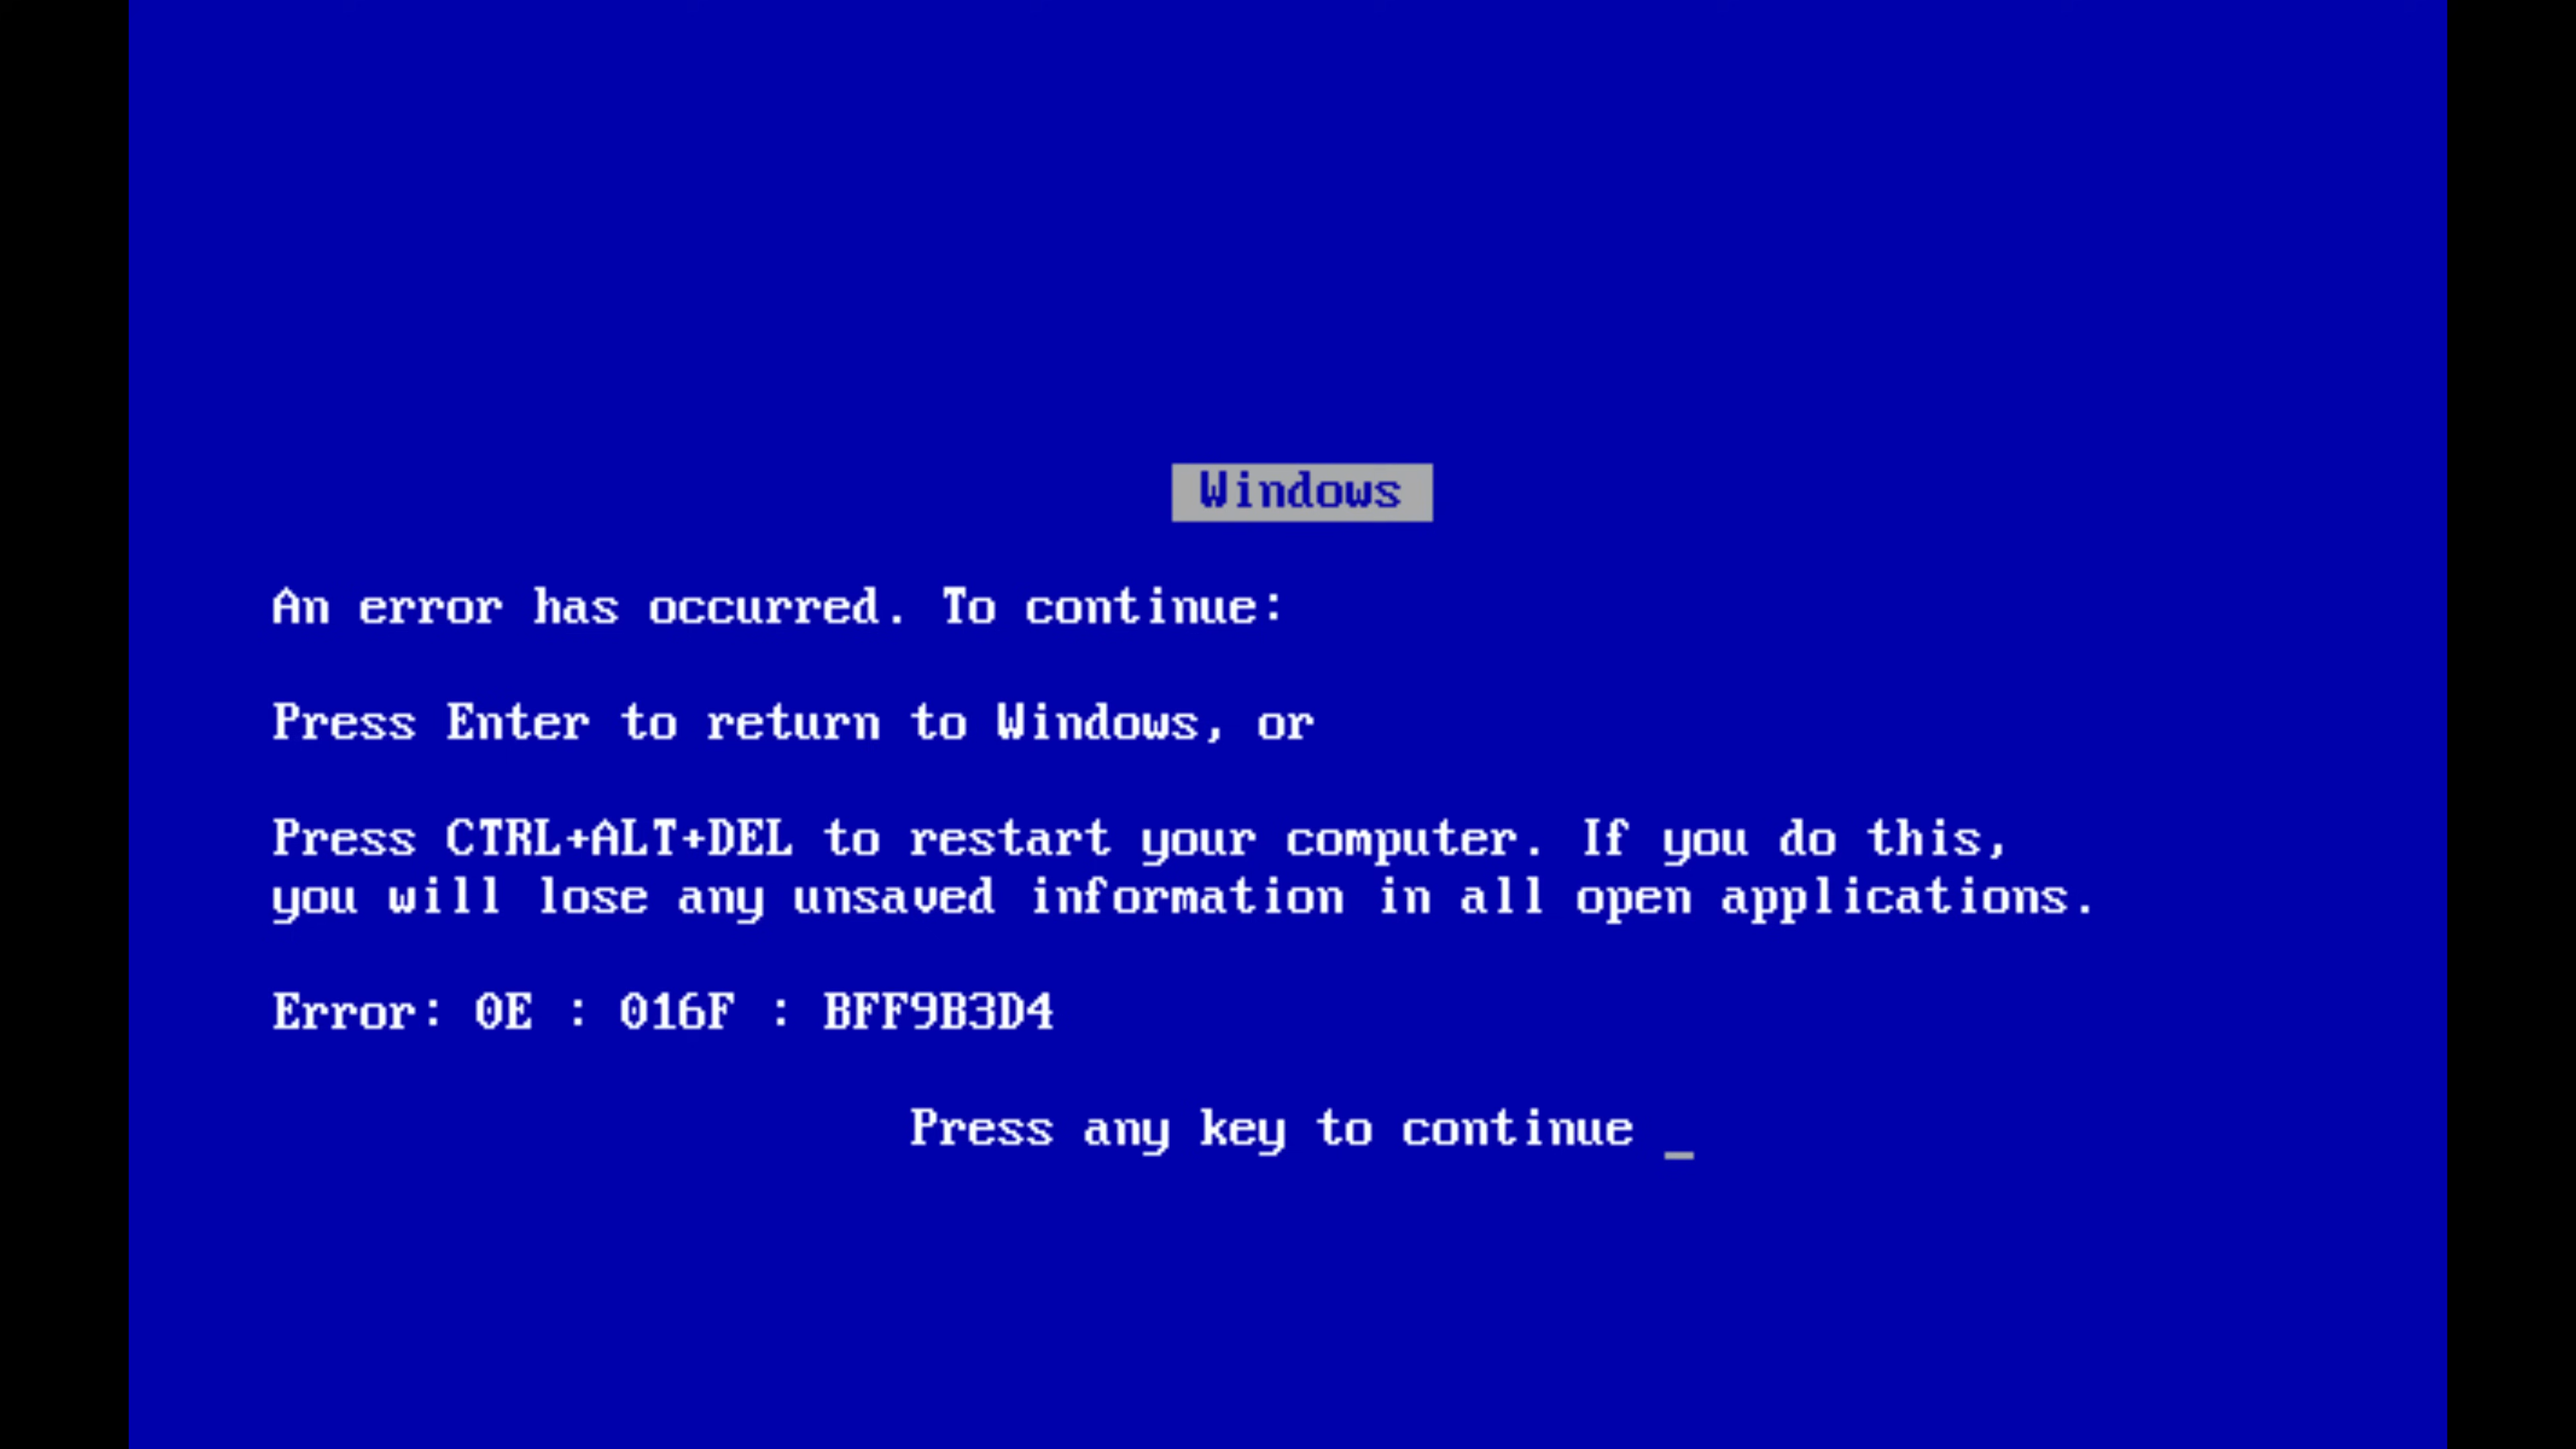 Windows
An error has occurred. To continue:
Press Enter to return to Windows, or
Press CTRL+ALT+DEL to restart your computer. If you do this,
you will lose any unsaved information in all open applications.
Error: 0E : 016F : BFF9B3D4
Press any key to continue _